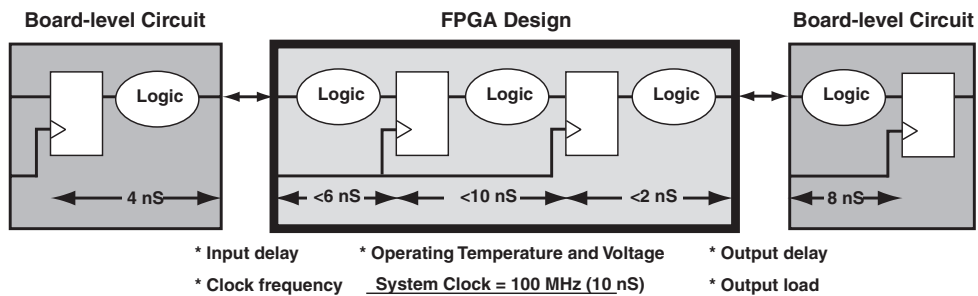 Board-level Circuit FPGA Design Board-level Circuit
Logic Logic Logic Logic Logic
4 nS <6 nS <10 nS <2 nS 8 nS
* Input delay * Operating Temperature and Voltage * Output delay
* Clock frequency System Clock = 100 MHz (10 nS) * Output load